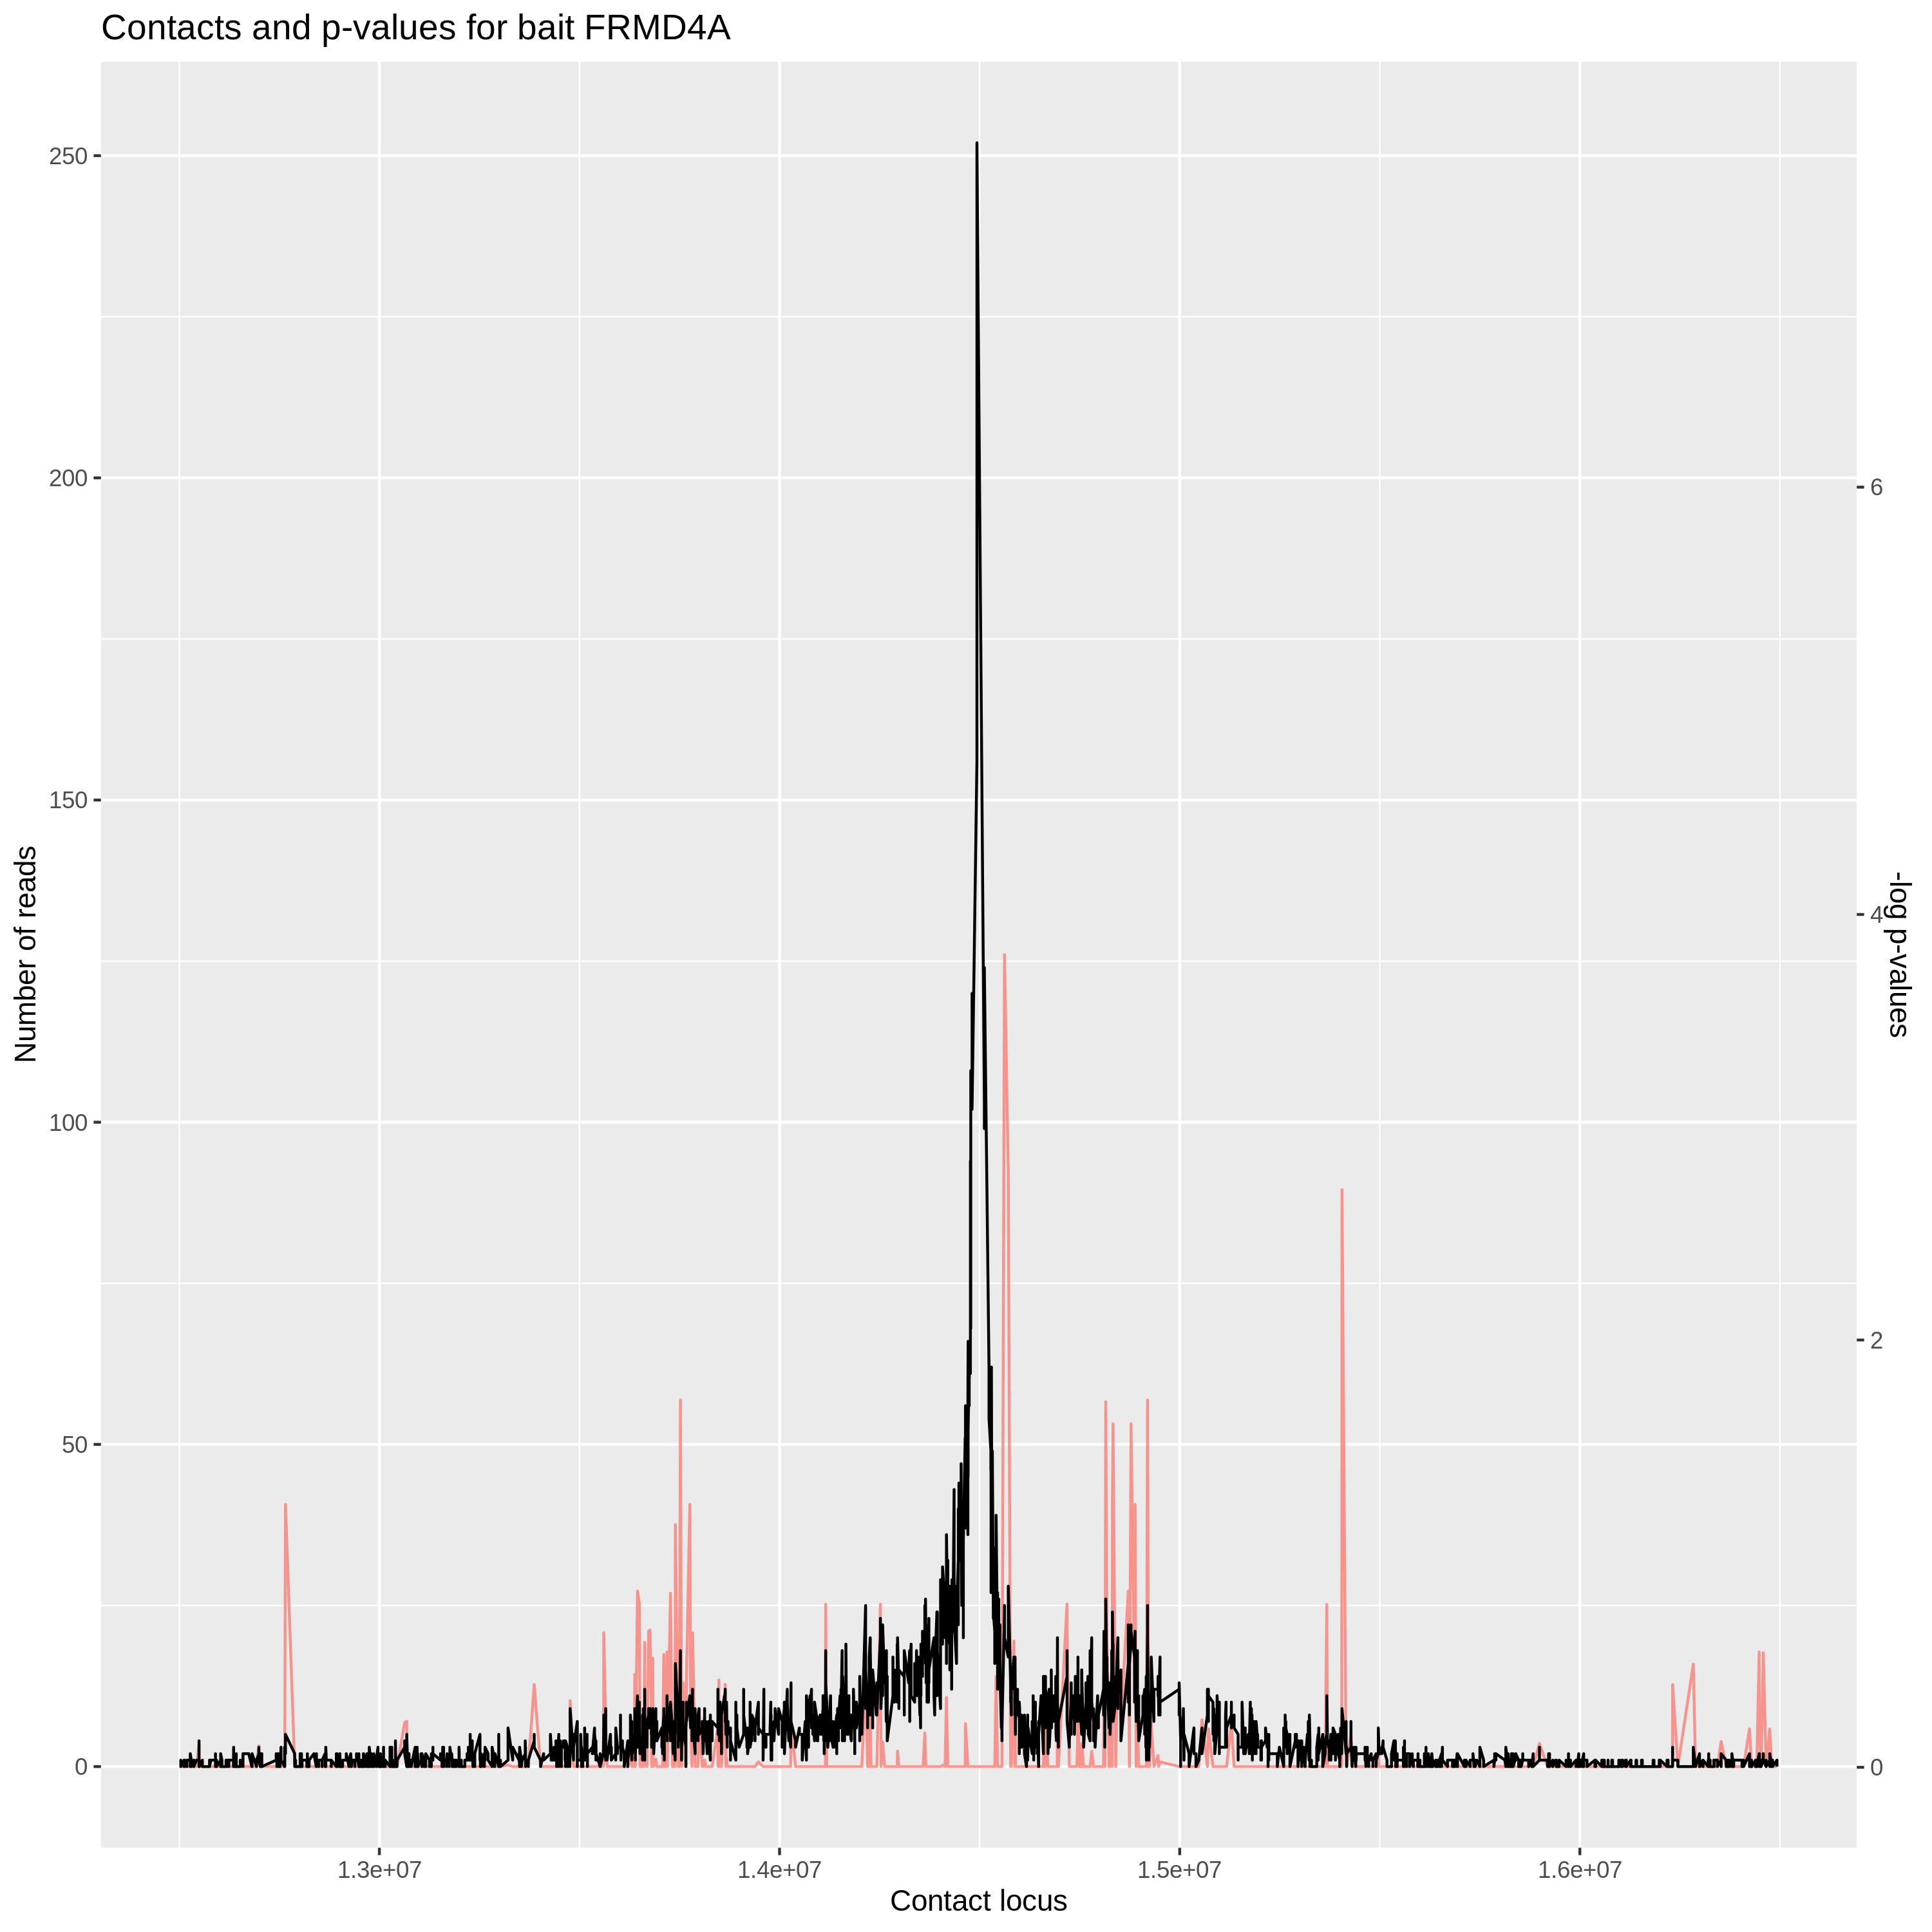 Contacts and p-values for bait FRMD4A
250
200
150
100
50
0
Number of reads
6
4
2
0
-log p-values
1.3e+07
1.4e+07
1.5e+07
1.6e+07
Contact locus